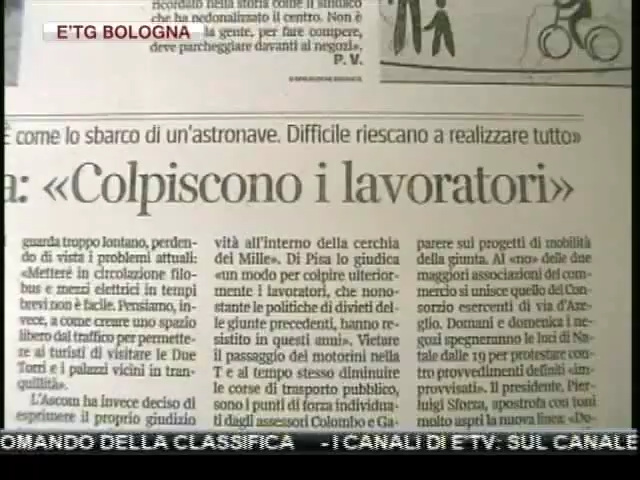 ricordato nella storia come il sindaco
che ha pedonalizzato il centro. Non è
E'TG BOLOGNA
la gente, per fare compere,
deve parcheggiare davanti ai negozi».
P. V.
È come lo sbarco di un'astronave. Difficile riescano a realizzare tutto»
a: «Colpiscono i lavoratori»
guarda troppo lontano, perden-
do di vista i problemi attuali:
«Mettere in circolazione filo-
bus e mezzi elettrici in tempi
brevi non è facile. Pensiamo, in-
vece, a come creare uno spazio
libero dal traffico per permette-
re ai turisti di visitare le Due
Torri e i palazzi vicini in tran-
quillità».
L'Ascom ha invece deciso di
esprimere il proprio giudizio
vità all'interno della cerchia
dei Mille». Di Pisa lo giudica
«un modo per colpire ulterior-
mente i lavoratori, che nono-
stante le politiche di divieti del-
le giunte precedenti, hanno re-
sistito in questi anni». Vietare
il passaggio dei motorini nella
T e al tempo stesso diminuire
le corse di trasporto pubblico,
sono i punti di forza individua-
ti dagli assessori Colombo e Ga-
parere sui progetti di mobilità
della giunta. Al «no» delle due
maggiori associazioni del com-
mercio si unisce quello del Con-
sorzio esercenti di via d'Aze-
glio. Domani e domenica i ne-
gozi spegneranno le luci di Na-
tale dalle 19 per protestare con-
tro provvedimenti definiti «im-
provvisati». Il presidente, Pier-
luigi Sforza, apostrofa con toni
molto aspri la nuova linea: «Do-
OMANDO DELLA CLASSIFICA - I CANALI DI E'TV: SUL CANALE